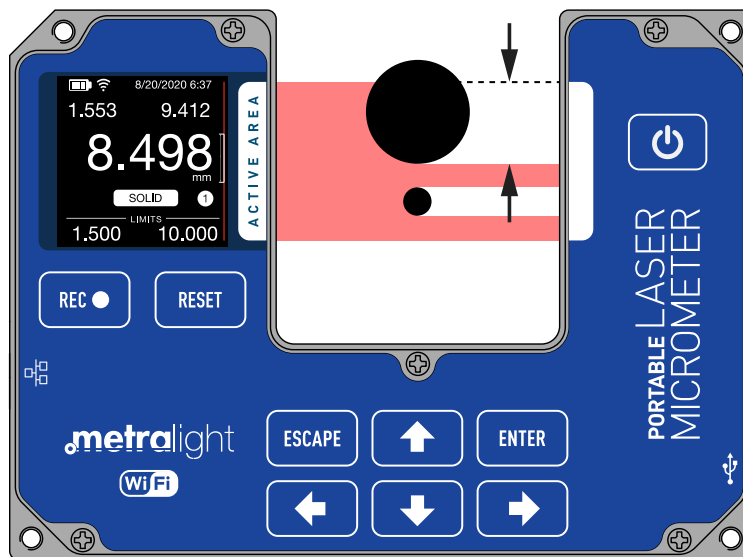 8/20/2020 6:37
1.553 9.412
8.498
mm
SOLID 1
LIMITS
1.500 10.000
ACTIVE AREA
REC
RESET
PORTABLE LASER
MICROMETER
metralight
WiFi
ESCAPE
ENTER